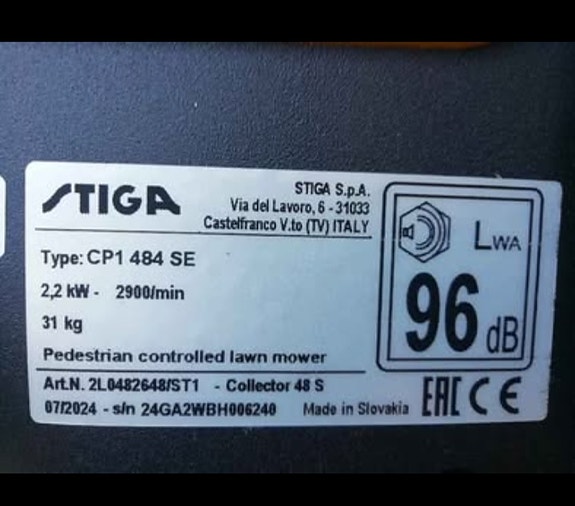 STIGA
STIGA S.p.A.
Via del Lavoro, 6 - 31033
Castelfranco V.to (TV) ITALY
Type: CP1 484 SE
2,2 kW - 2900/min
31 kg
Pedestrian controlled lawn mower
Art.N. 2L0482648/ST1 - Collector 48 S
07/2024 - s/n 24GA2WBH006240 Made in Slovakia
LWA
96 dB
EAC CE